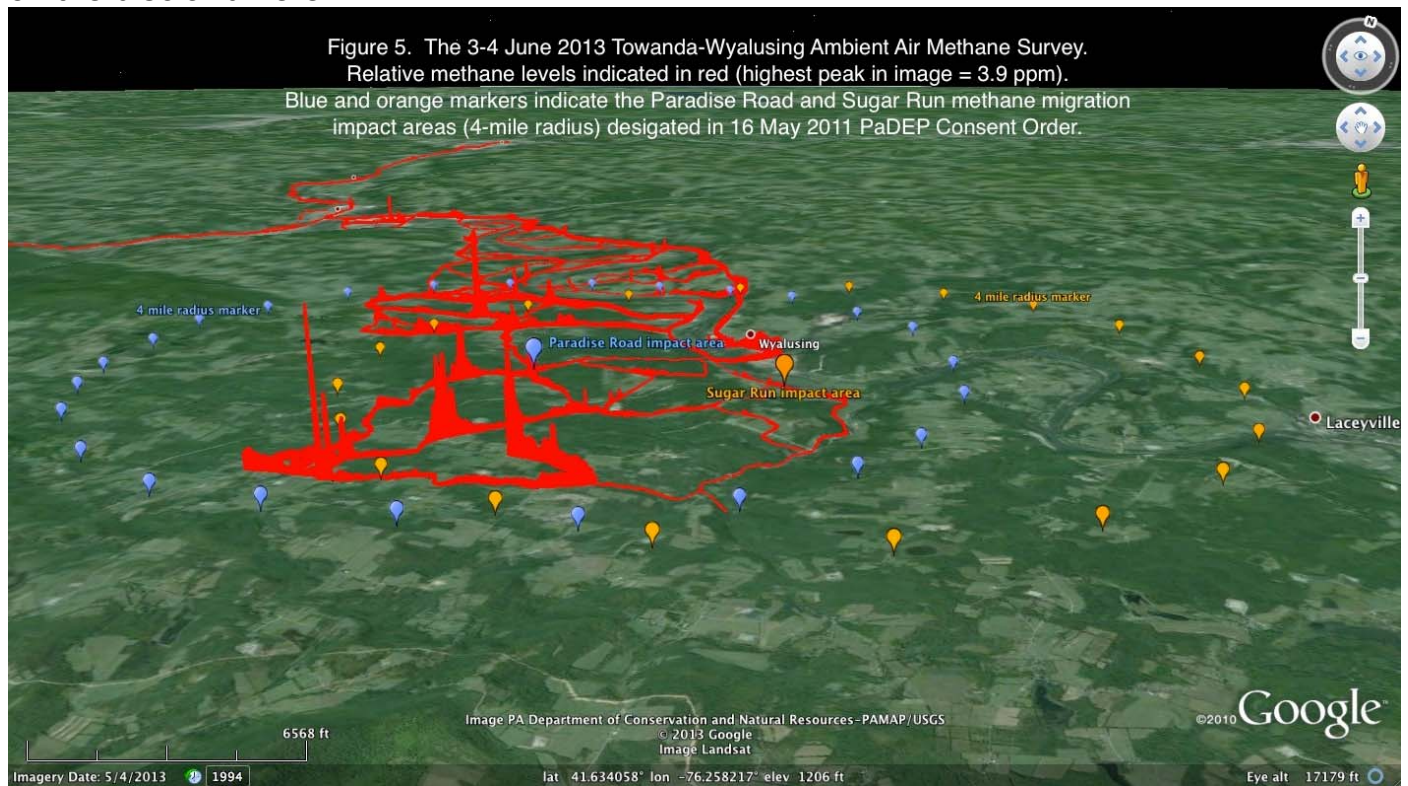 Figure 5. The 3-4 June 2013 Towanda-Wyalusing Ambient Air Methane Survey.
Relative methane levels indicated in red (highest peak in image = 3.9 ppm).
Blue and orange markers indicate the Paradise Road and Sugar Run methane migration
impact areas (4-mile radius) desigated in 16 May 2011 PaDEP Consent Order.
N
4 mile radius marker
4 mile radius marker
Paradise Road impact area
Wyalusing
Sugar Run impact area
Laceyville
Image PA Department of Conservation and Natural Resources-PAMAP/USGS
© 2013 Google
Image Landsat
©2010 Google
6568 ft
Imagery Date: 5/4/2013 1994
lat 41.634058° lon -76.258217° elev 1206 ft
Eye alt 17179 ft